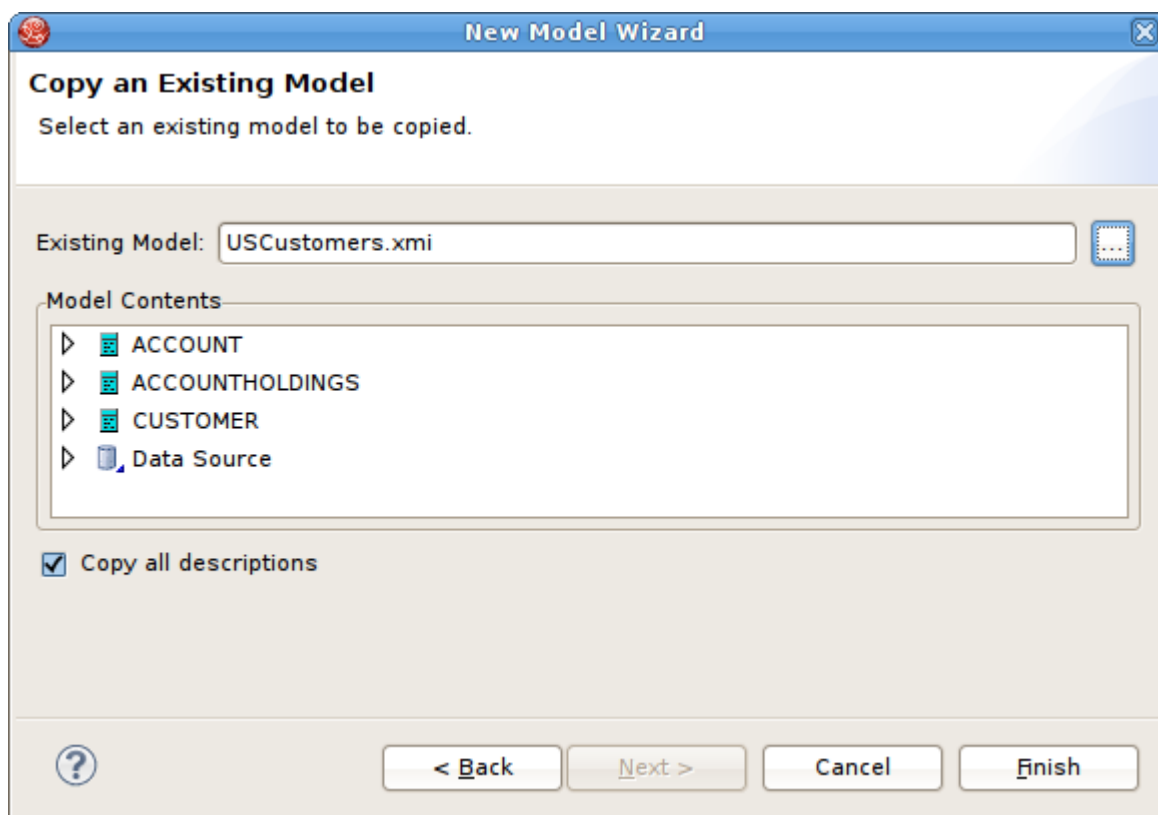 New Model Wizard
Copy an Existing Model
Select an existing model to be copied.
Existing Model: USCustomers.xmi ...
Model Contents
ACCOUNT
ACCOUNTHOLDINGS
CUSTOMER
Data Source
Copy all descriptions
? < Back Next > Cancel Finish